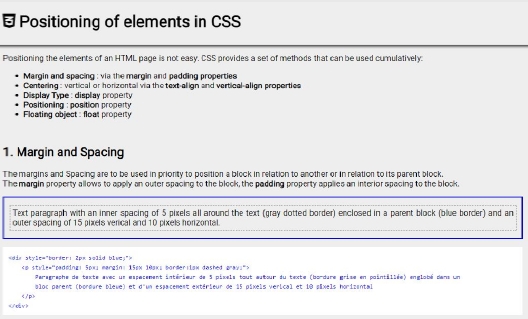 Positioning of elements in CSS
Positioning the elements of an HTML page is not easy. CSS provides a set of methods that can be used cumulatively:
• Margin and spacing : via the margin and padding properties
• Centering : vertical or horizontal via the text-align and vertical-align properties
• Display Type : display property
• Positioning : position property
• Floating object : float property
1. Margin and Spacing
The margins and Spacing are to be used in priority to position a block in relation to another or in relation to its parent block.
The margin property allows to apply an outer spacing to the block, the padding property applies an interior spacing to the block.
Text paragraph with an inner spacing of 5 pixels all around the text (gray dotted border) enclosed in a parent block (blue border) and an
outer spacing of 15 pixels verical and 10 pixels horizontal.
<div style="border: 2px solid blue;">
<p style="padding: 5px; margin: 15px 10px; border:1px dashed gray;">
Paragraphe de texte avec un espacement intérieur de 5 pixels tout autour du texte (bordure grise en pointillée) englobé dans un
bloc parent (bordure bleue) et d'un espacement extérieur de 15 pixels verical et 10 pixels horizontal
</p>
</div>